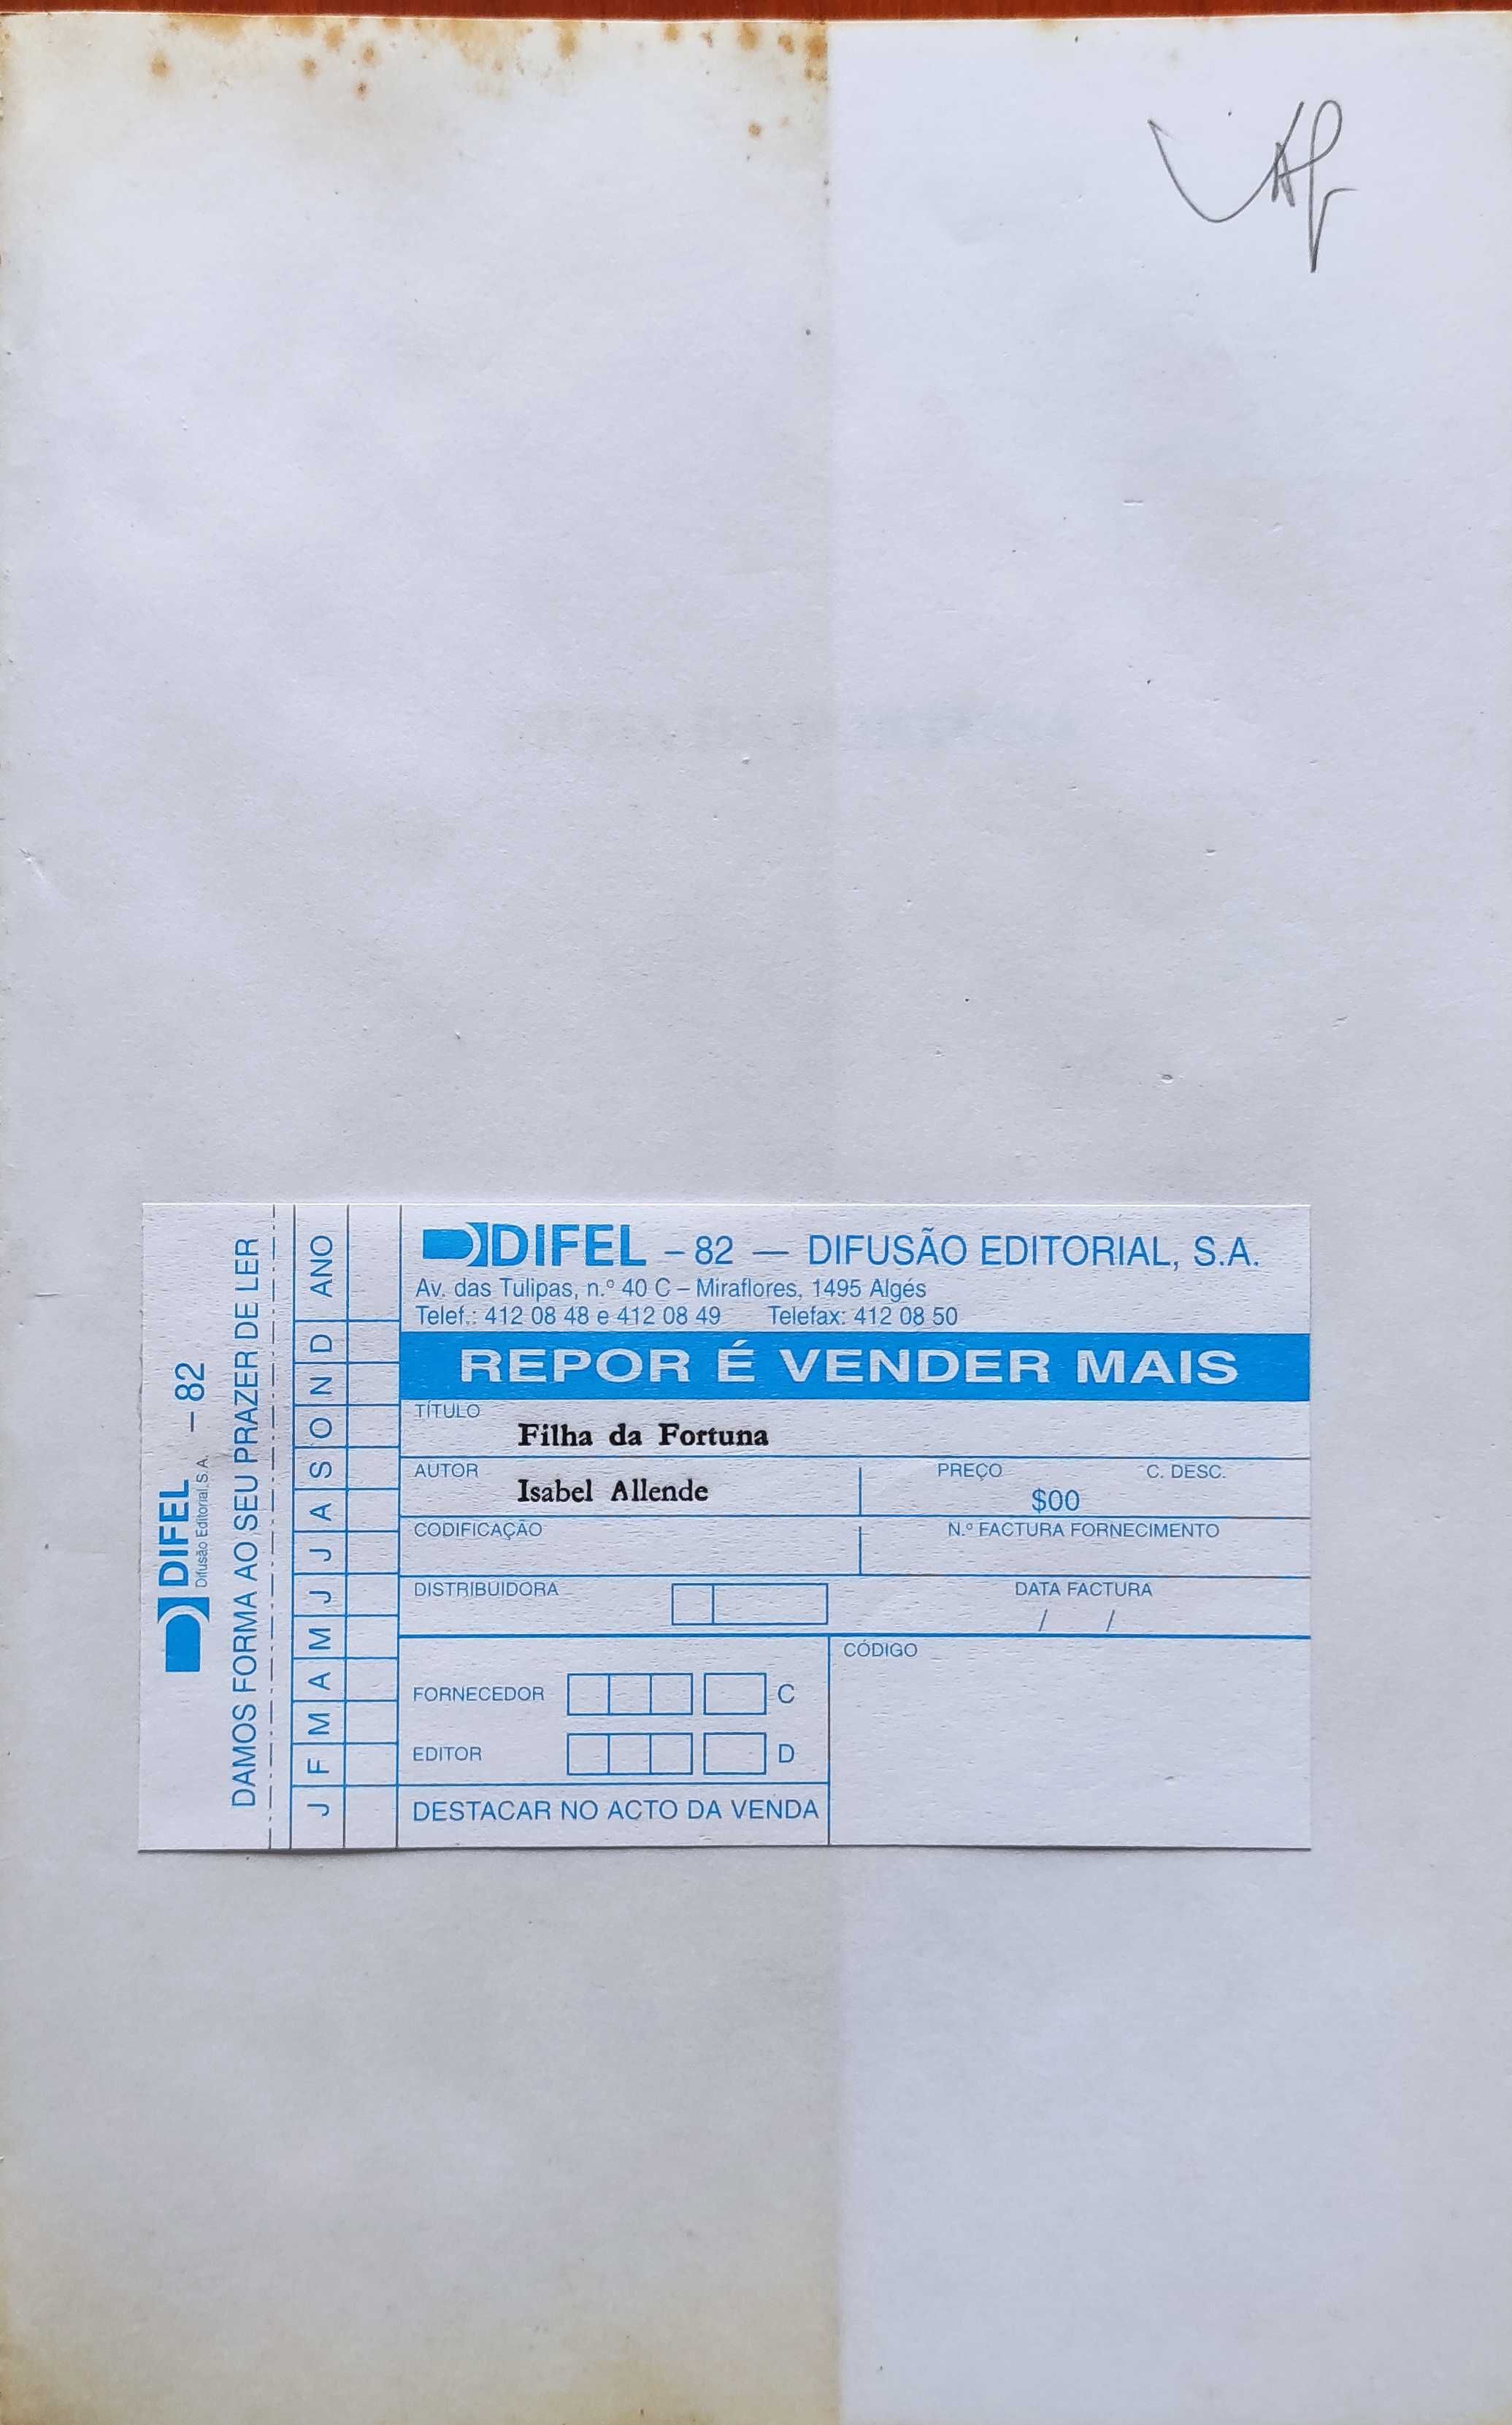 DIFEL – 82 — DIFUSÃO EDITORIAL, S.A.
Av. das Tulipas, n.º 40 C – Miraflores, 1495 Algés
Telef.: 412 08 48 e 412 08 49 Telefax: 412 08 50
REPOR É VENDER MAIS
TÍTULO
Filha da Fortuna
AUTOR
Isabel Allende
PREÇO C. DESC.
$00
CODIFICAÇÃO
N.º FACTURA FORNECIMENTO
DISTRIBUIDORA
DATA FACTURA
/ /
CÓDIGO
FORNECEDOR C
EDITOR D
DESTACAR NO ACTO DA VENDA
DIFEL – 82
Difusão Editorial, S.A.
DAMOS FORMA AO SEU PRAZER DE LER
J F M A M J J A S O N D ANO